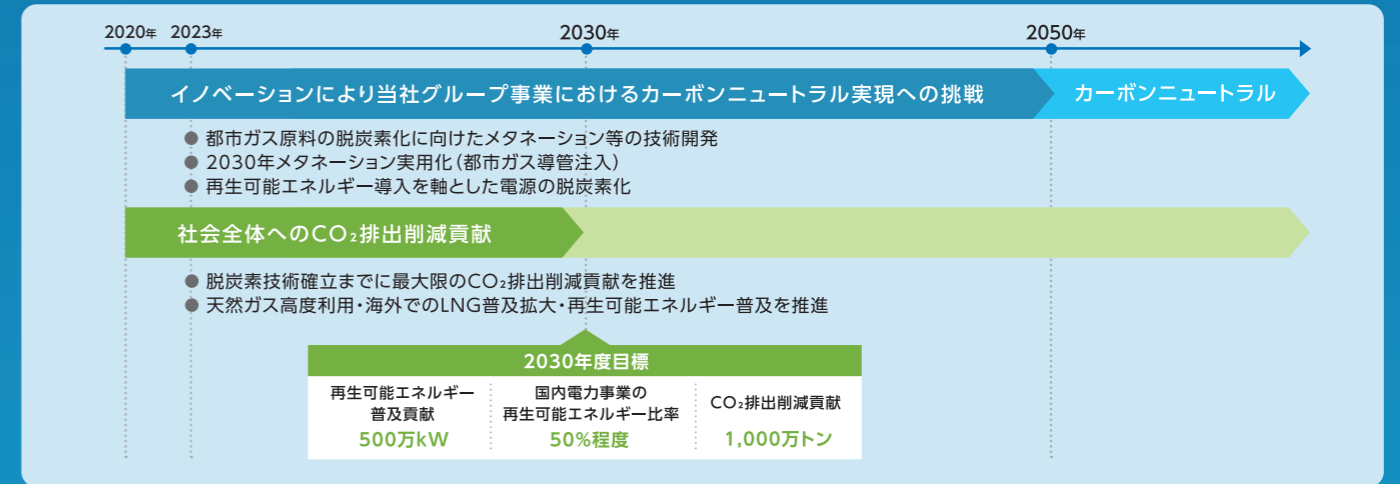 2020年 2023年 2030年 2050年
イノベーションにより当社グループ事業におけるカーボンニュートラル実現への挑戦
カーボンニュートラル
● 都市ガス原料の脱炭素化に向けたメタネーション等の技術開発
● 2030年メタネーション実用化（都市ガス導管注入）
● 再生可能エネルギー導入を軸とした電源の脱炭素化
社会全体へのCO₂排出削減貢献
● 脱炭素技術確立までに最大限のCO₂排出削減貢献を推進
● 天然ガス高度利用・海外でのLNG普及拡大・再生可能エネルギー普及を推進
2030年度目標
再生可能エネルギー
普及貢献
500万kW
国内電力事業の
再生可能エネルギー比率
50%程度
CO₂排出削減貢献
1,000万トン